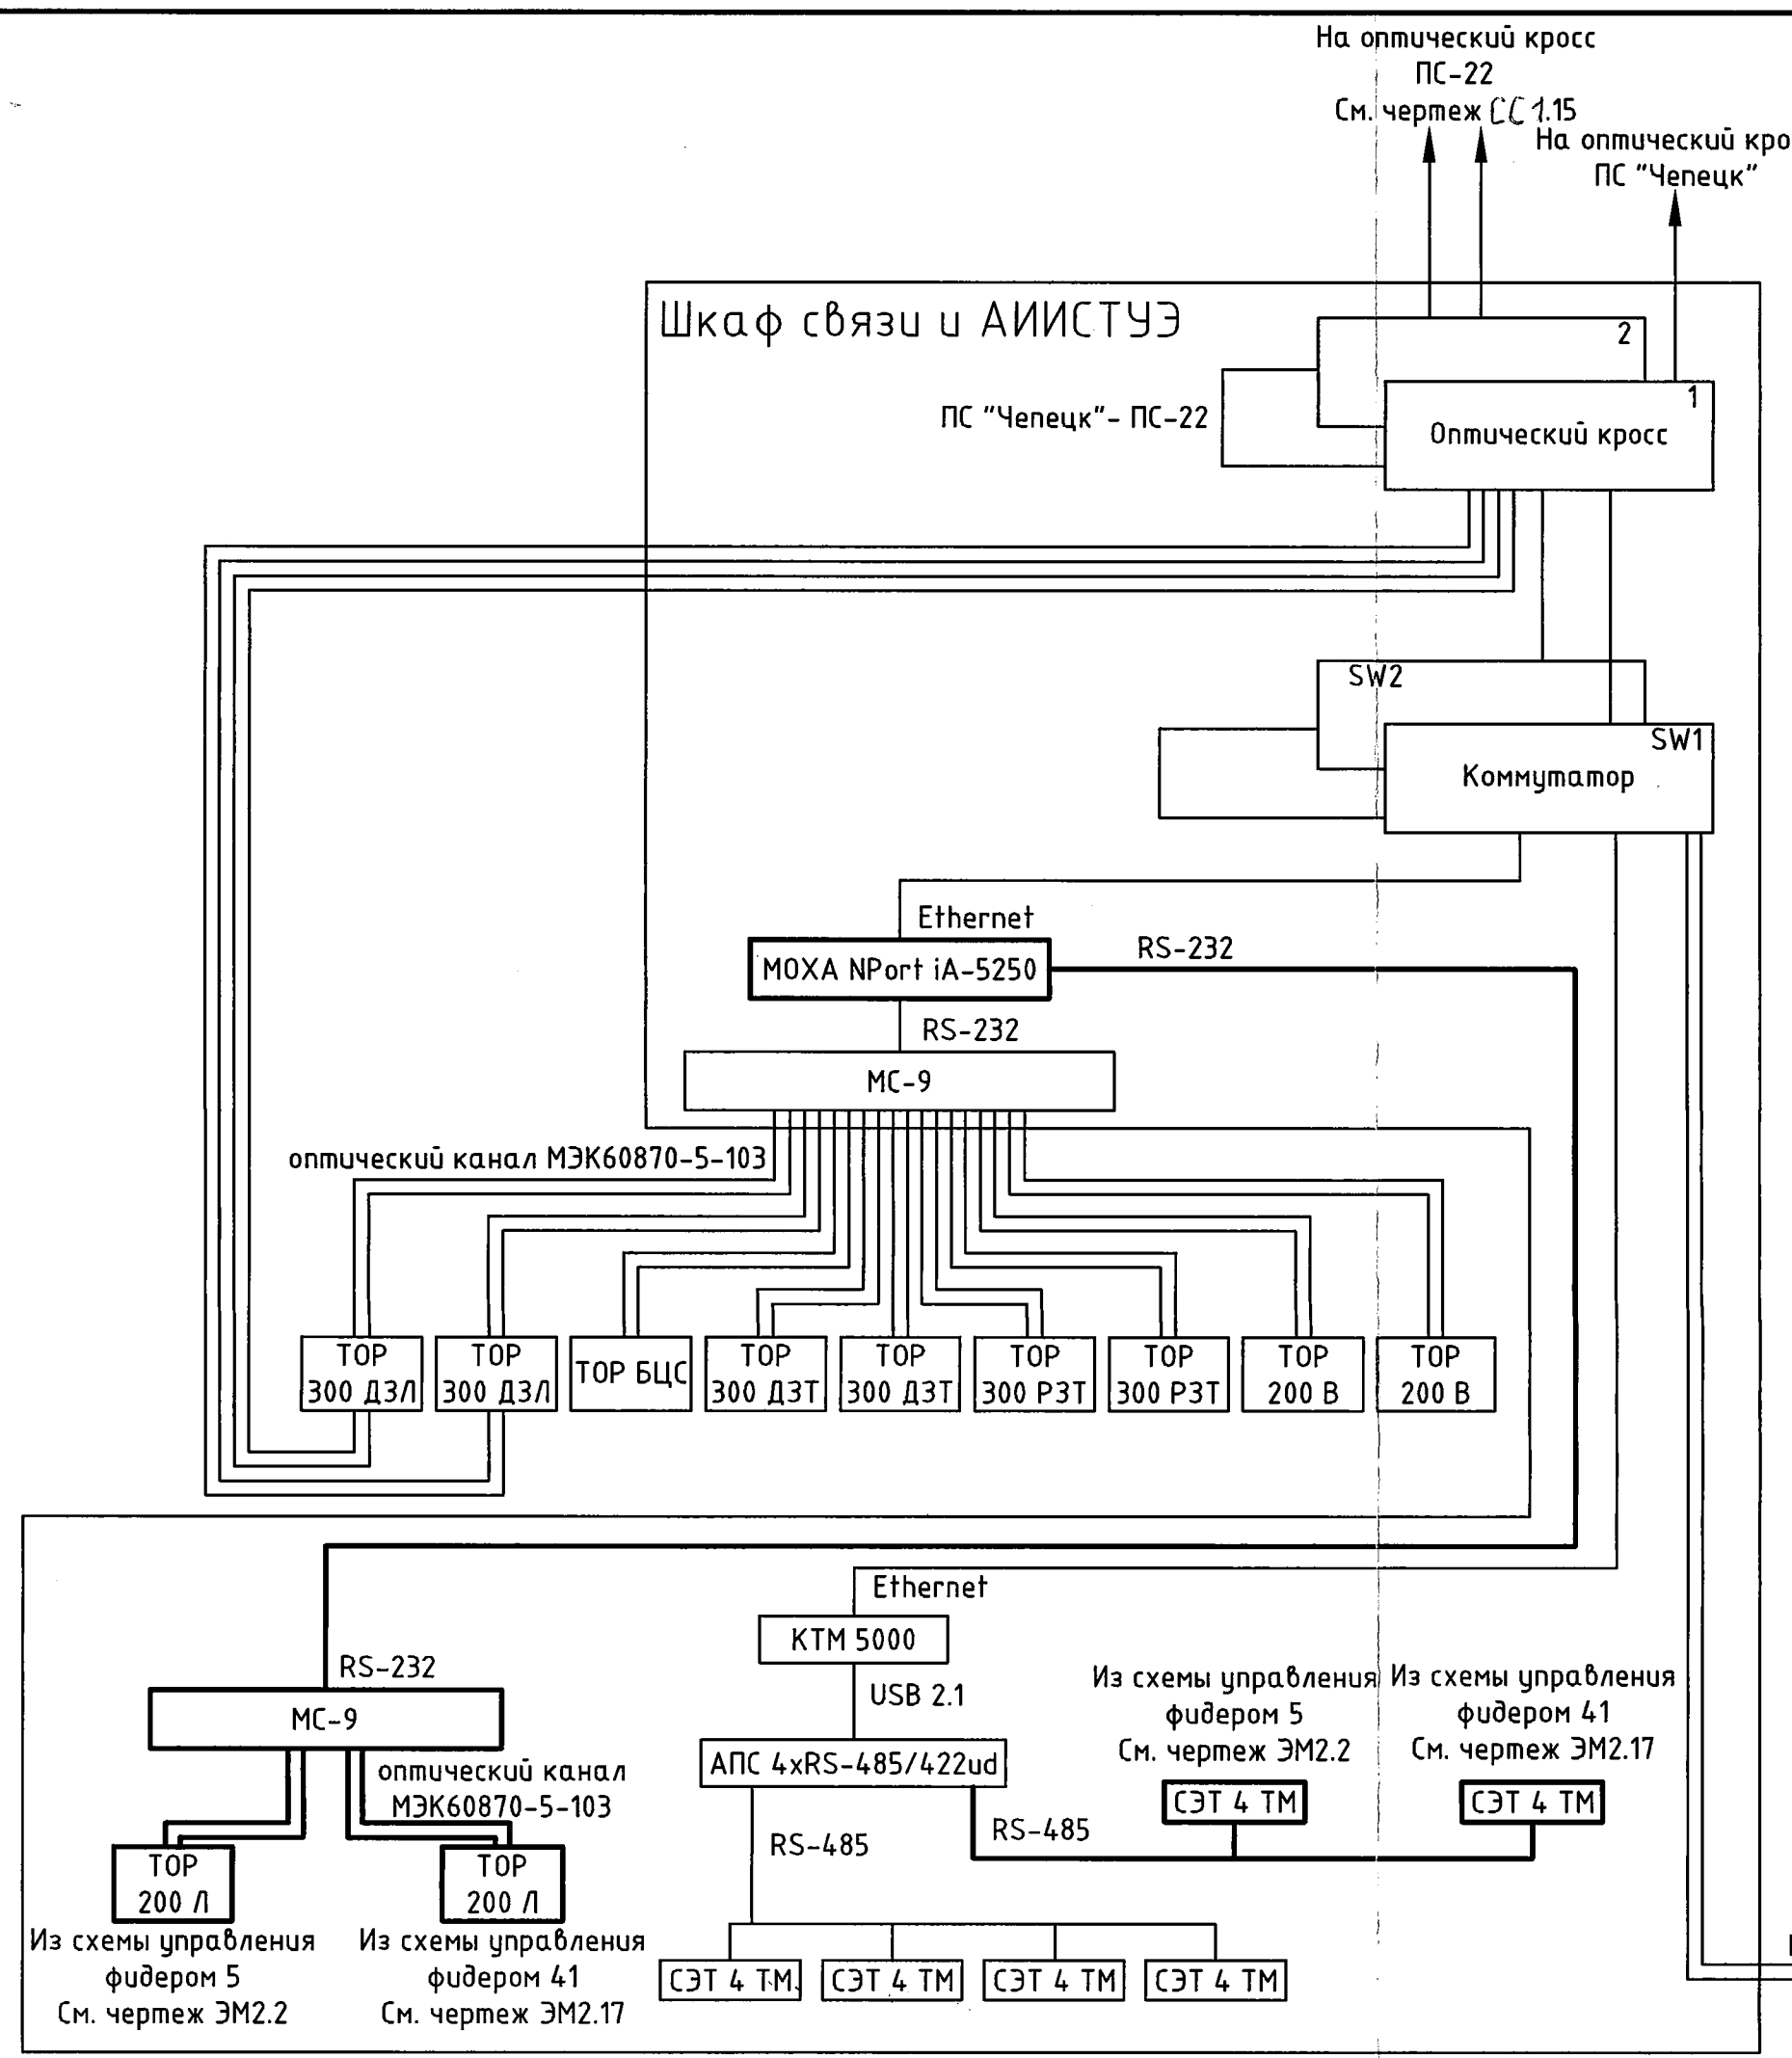 На оптический кросс
ПС-22
См. чертеж СС 1.15
На оптический кро
ПС "Чепецк"
Шкаф связи и АИИСТУЭ
2
1
ПС "Чепецк"- ПС-22
Оптический кросс
SW2
SW1
Коммутатор
Ethernet
MOXA NPort iA-5250
RS-232
RS-232
МС-9
оптический канал МЭК60870-5-103
ТОР
300 ДЗЛ
ТОР
300 ДЗЛ
ТОР БЦС
ТОР
300 ДЗТ
ТОР
300 ДЗТ
ТОР
300 РЗТ
ТОР
300 РЗТ
ТОР
200 В
ТОР
200 В
Ethernet
КТМ 5000
RS-232
USB 2.1
МС-9
АПС 4xRS-485/422ud
Из схемы управления
фидером 5
См. чертеж ЭМ2.2
Из схемы управления
фидером 41
См. чертеж ЭМ2.17
оптический канал
МЭК60870-5-103
СЭТ 4 ТМ
СЭТ 4 ТМ
RS-485
RS-485
ТОР
200 Л
ТОР
200 Л
Из схемы управления
фидером 5
См. чертеж ЭМ2.2
Из схемы управления
фидером 41
См. чертеж ЭМ2.17
СЭТ 4 ТМ
СЭТ 4 ТМ
СЭТ 4 ТМ
СЭТ 4 ТМ